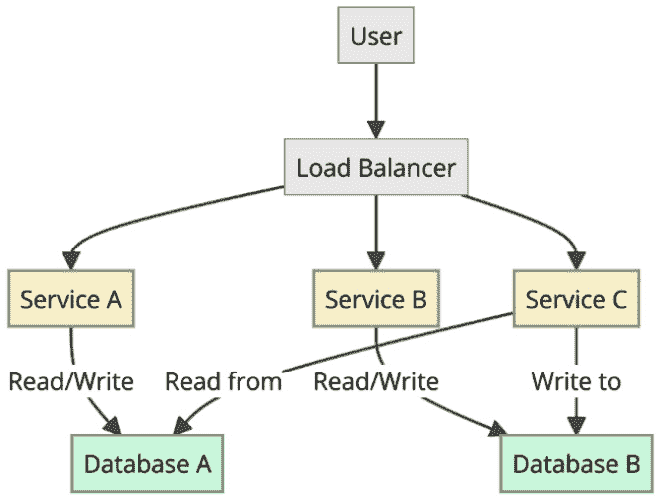 User
Load Balancer
Service A
Service B
Service C
Read/Write
Read from
Read/Write
Write to
Database A
Database B